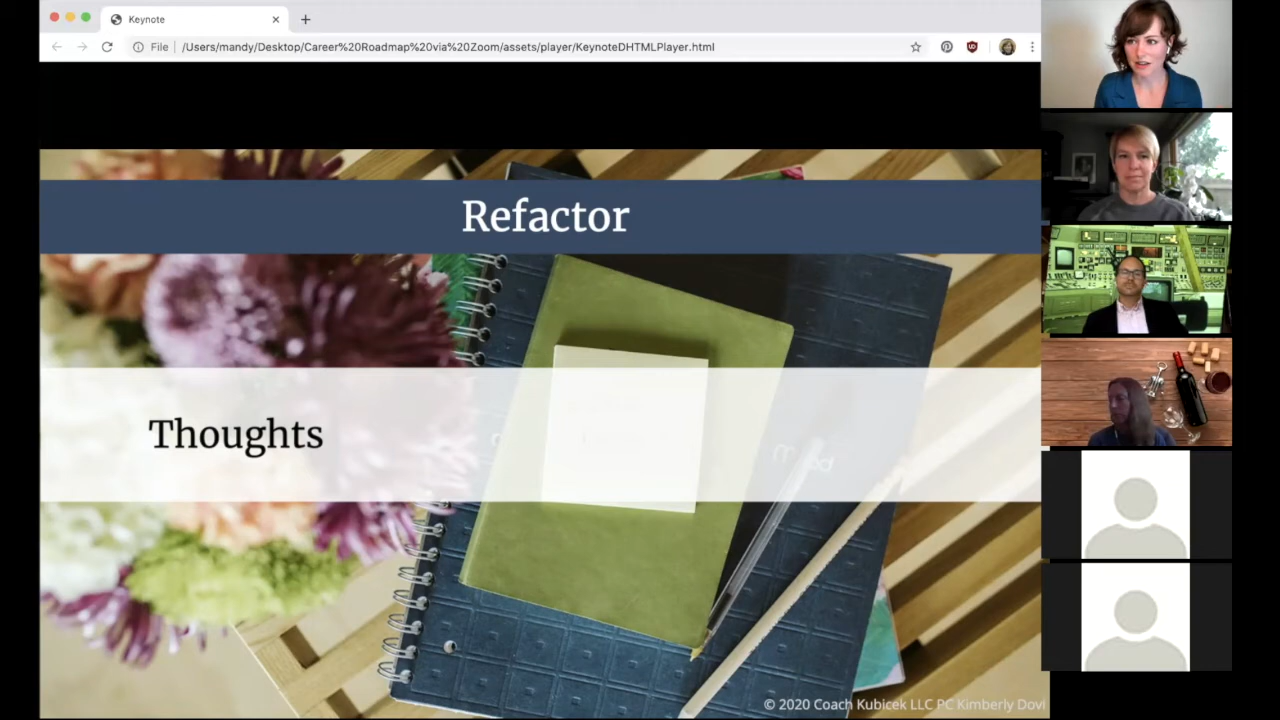 Keynote
File
/Users/mandy/Desktop/Career%20Roadmap%20via%20Zoom/assets/player/KeynoteDHTMLPlayer.html
Refactor
Thoughts
© 2020 Coach Kubicek LLC PC Kimberly Dovi